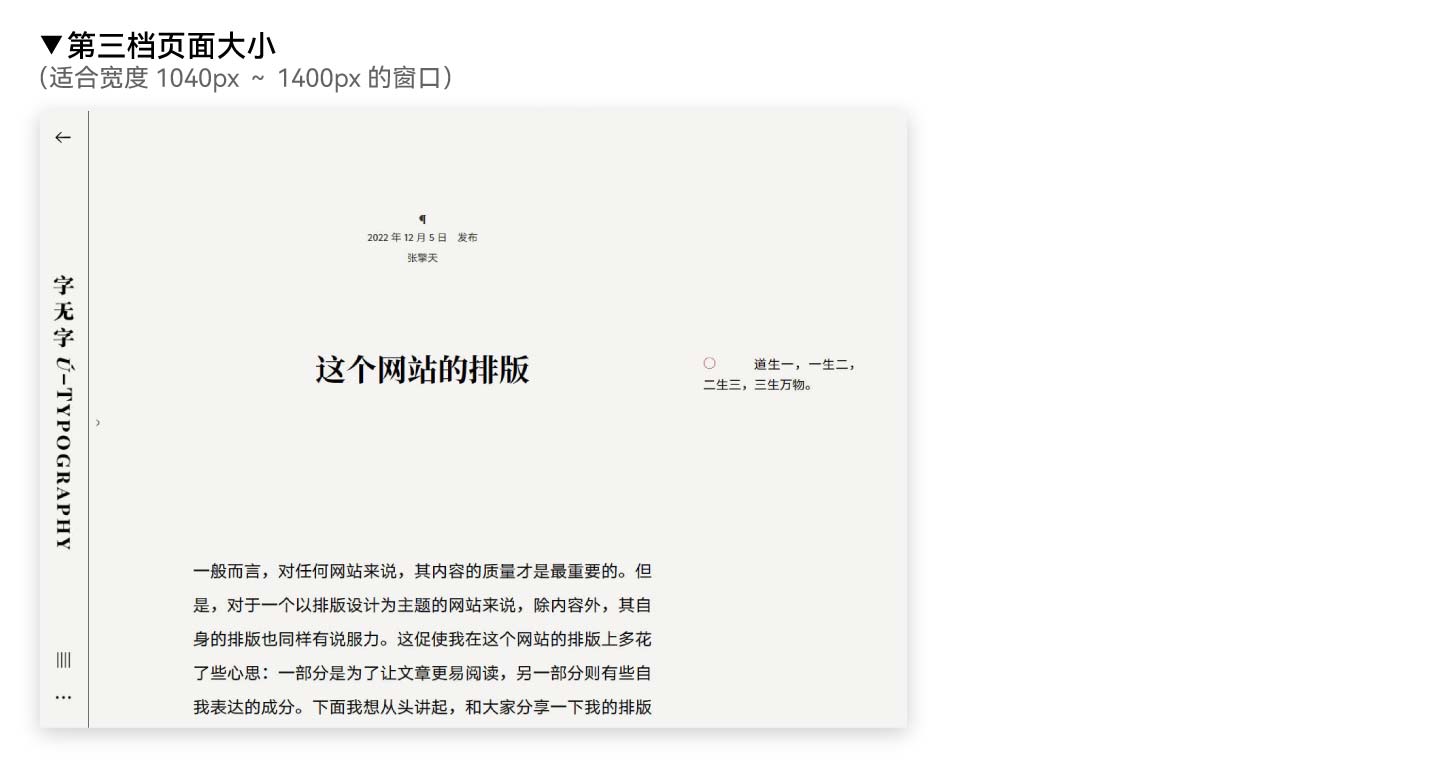 ▼第三档页面大小
（适合宽度 1040px ~ 1400px 的窗口）
←
字无字 Ú–TYPOGRAPHY
›
¶
2022 年 12 月 5 日　发布
张擎天
这个网站的排版
〇　　　道生一，一生二，
二生三，三生万物。
一般而言，对任何网站来说，其内容的质量才是最重要的。但
是，对于一个以排版设计为主题的网站来说，除内容外，其自
身的排版也同样有说服力。这促使我在这个网站的排版上多花
了些心思：一部分是为了让文章更易阅读，另一部分则有些自
我表达的成分。下面我想从头讲起，和大家分享一下我的排版